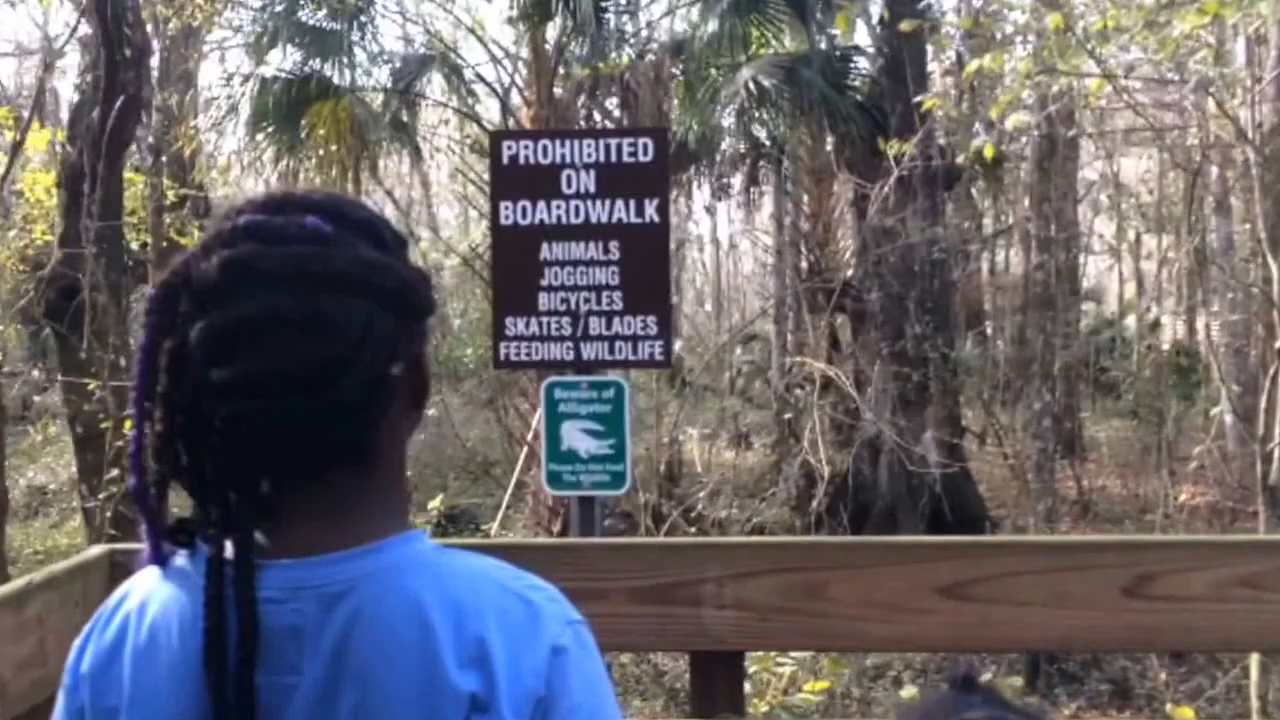 PROHIBITED
ON
BOARDWALK
ANIMALS
JOGGING
BICYCLES
SKATES / BLADES
FEEDING WILDLIFE
Beware of
Alligator
Please Do Not Feed
The Wildlife